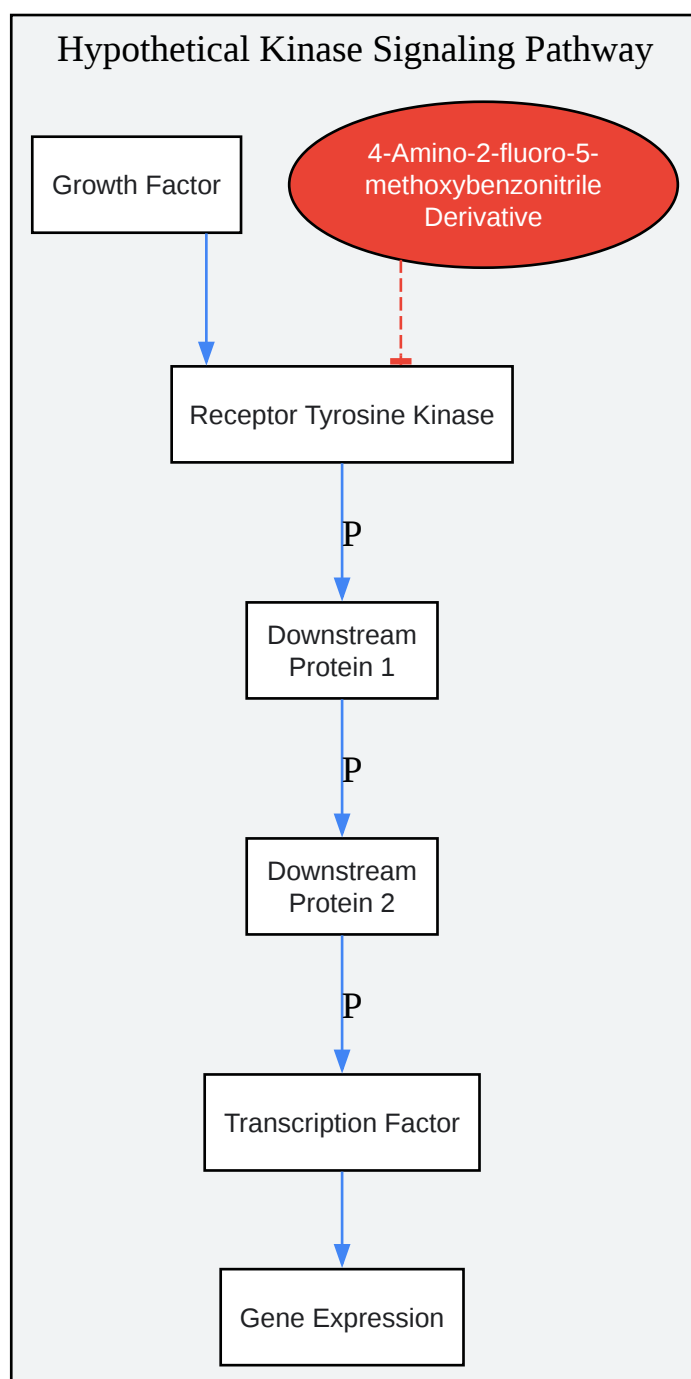 Hypothetical Kinase Signaling Pathway
Growth Factor
4-Amino-2-fluoro-5-
methoxybenzonitrile
Derivative
Receptor Tyrosine Kinase
P
Downstream
Protein 1
P
Downstream
Protein 2
P
Transcription Factor
Gene Expression